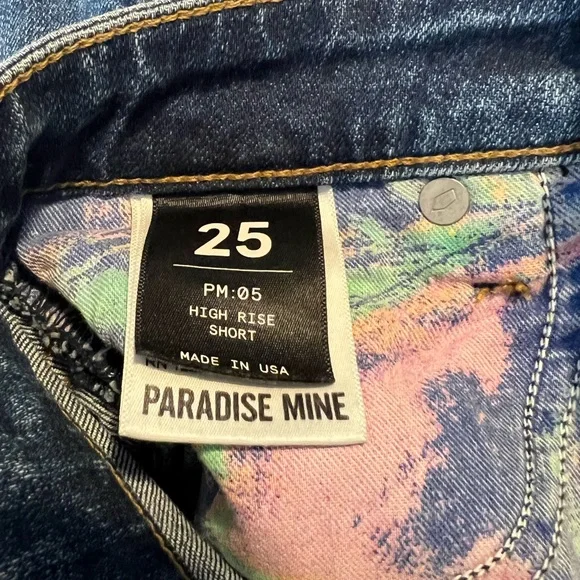 25
PM:05
HIGH RISE
SHORT
MADE IN USA
PARADISE MINE